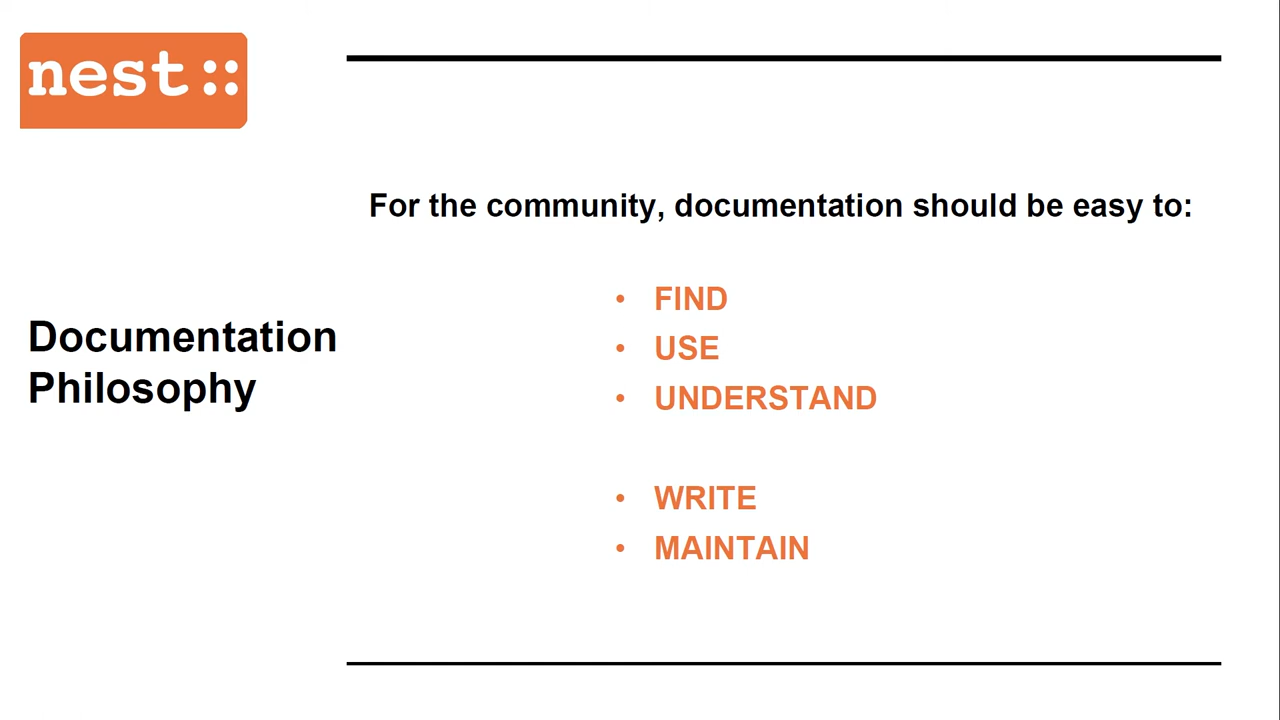 nest::
For the community, documentation should be easy to:
Documentation
Philosophy
• FIND
• USE
• UNDERSTAND
• WRITE
• MAINTAIN